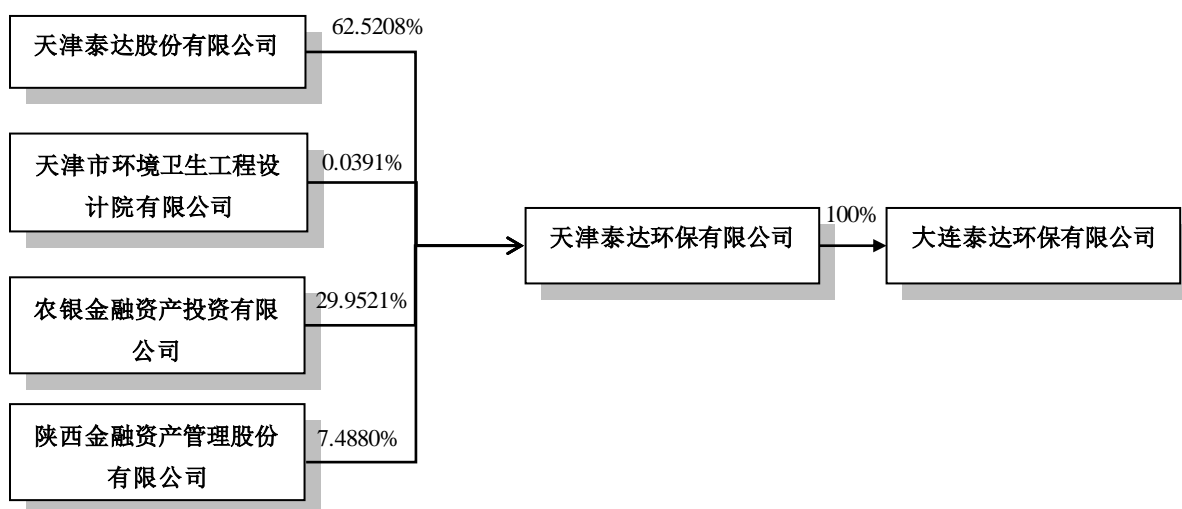 天津泰达股份有限公司
62.5208%
天津市环境卫生工程设
计院有限公司
0.0391%
农银金融资产投资有限
公司
29.9521%
陕西金融资产管理股份
有限公司
7.4880%
天津泰达环保有限公司
100%
大连泰达环保有限公司